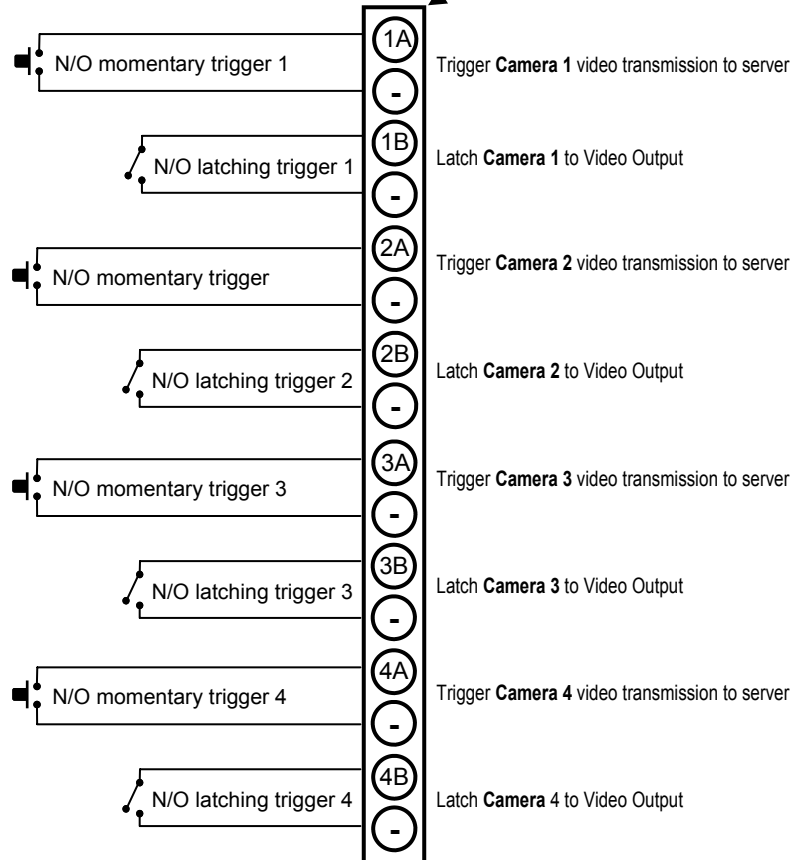 1A
N/O momentary trigger 1
Trigger Camera 1 video transmission to server
-
1B
N/O latching trigger 1
Latch Camera 1 to Video Output
-
2A
N/O momentary trigger
Trigger Camera 2 video transmission to server
-
2B
N/O latching trigger 2
Latch Camera 2 to Video Output
-
3A
N/O momentary trigger 3
Trigger Camera 3 video transmission to server
-
3B
N/O latching trigger 3
Latch Camera 3 to Video Output
-
4A
N/O momentary trigger 4
Trigger Camera 4 video transmission to server
-
4B
N/O latching trigger 4
Latch Camera 4 to Video Output
-